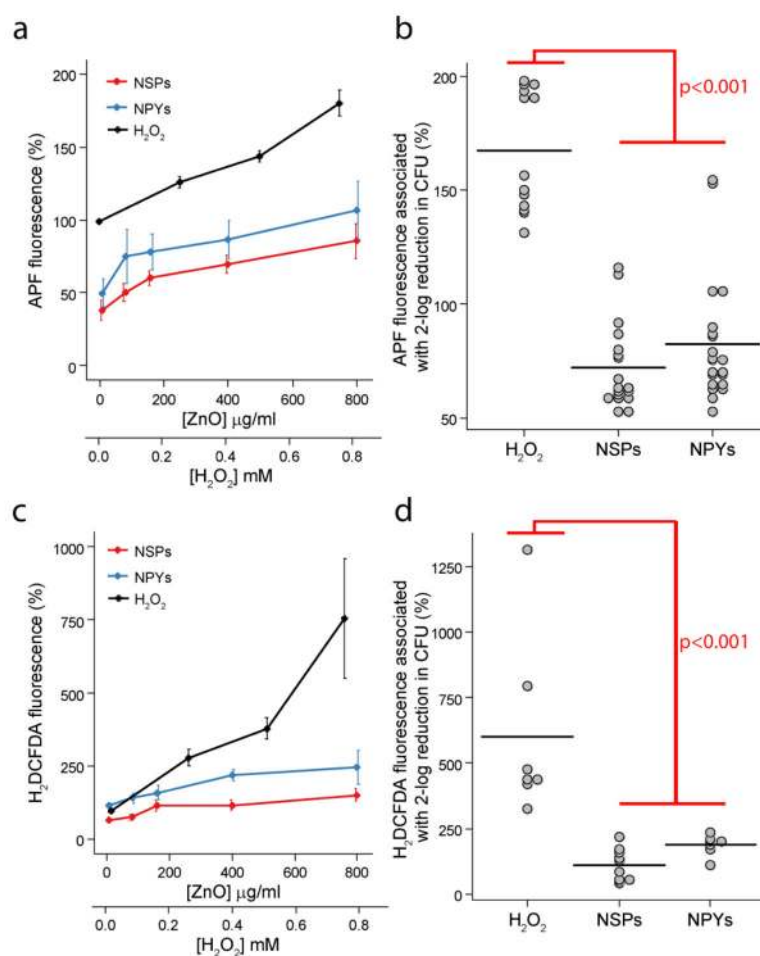 a
APF fluorescence (%)
200
150
100
50
0
NSPs
NPYs
H₂O₂
0 200 400 600 800
[ZnO] μg/ml
0.0 0.2 0.4 0.6 0.8
[H₂O₂] mM
b
APF fluorescence associated
with 2-log reduction in CFU (%)
200
150
100
50
p<0.001
H₂O₂ NSPs NPYs
c
H₂DCFDA fluorescence (%)
1000
750
500
250
0
NSPs
NPYs
H₂O₂
0 200 400 600 800
[ZnO] μg/ml
0.0 0.2 0.4 0.6 0.8
[H₂O₂] mM
d
H₂DCFDA fluorescence associated
with 2-log reduction in CFU (%)
1250
1000
750
500
250
0
p<0.001
H₂O₂ NSPs NPYs